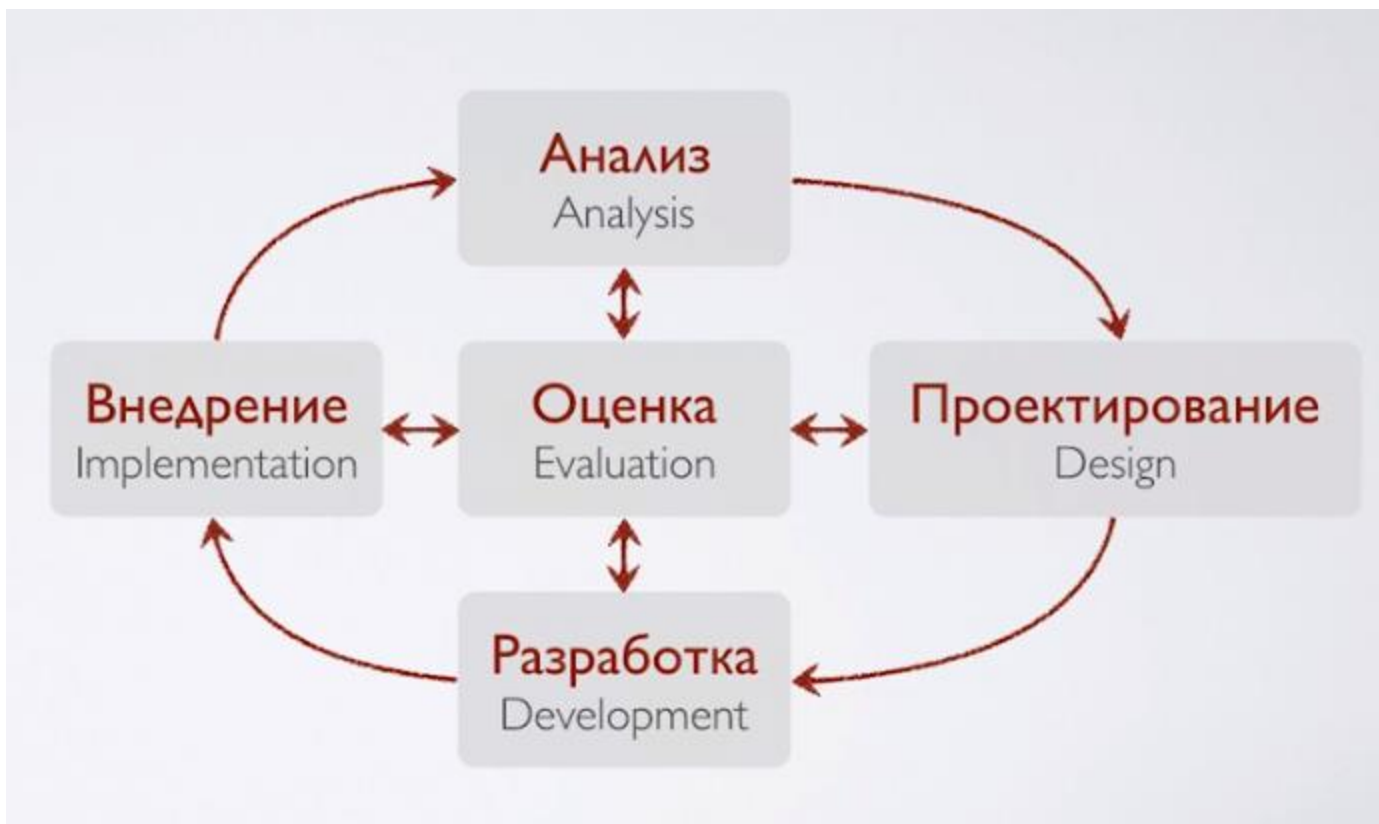 Анализ
Analysis
Внедрение
Implementation
Оценка
Evaluation
Проектирование
Design
Разработка
Development